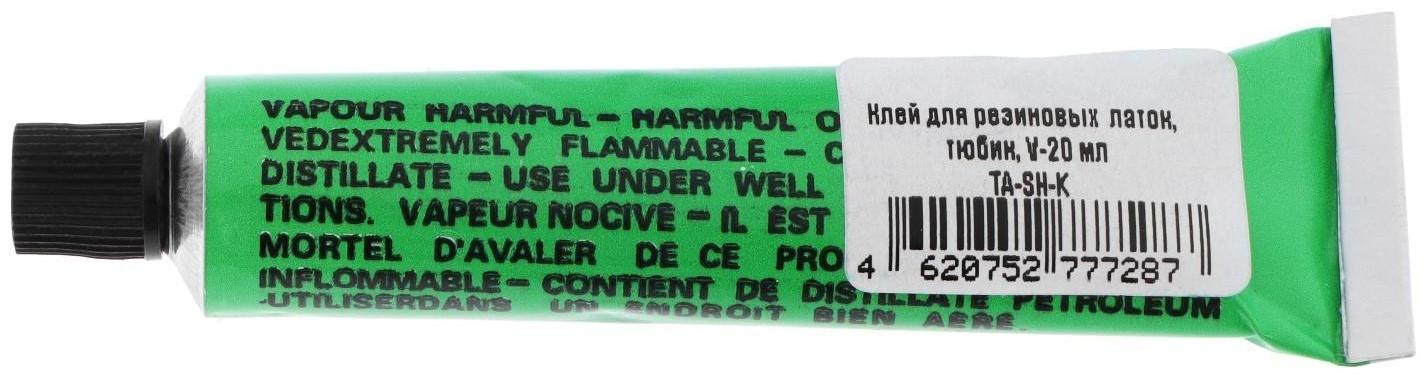 VAPOUR HARMFUL – HARMFUL O
VEDEXTREMELY FLAMMABLE – C
DISTILLATE – USE UNDER WELL
TIONS. VAPEUR NOCIVE – IL EST
MORTEL D'AVALER DE CE PRO
INFLOMMABLE – CONTIENT DE DISTILLATE PETROLEUM
-UTILISERDANS UN ENDROIT BIEN AERE.
Клей для резиновых латок,
тюбик, V-20 мл
TA-SH-K
4 620752 777287